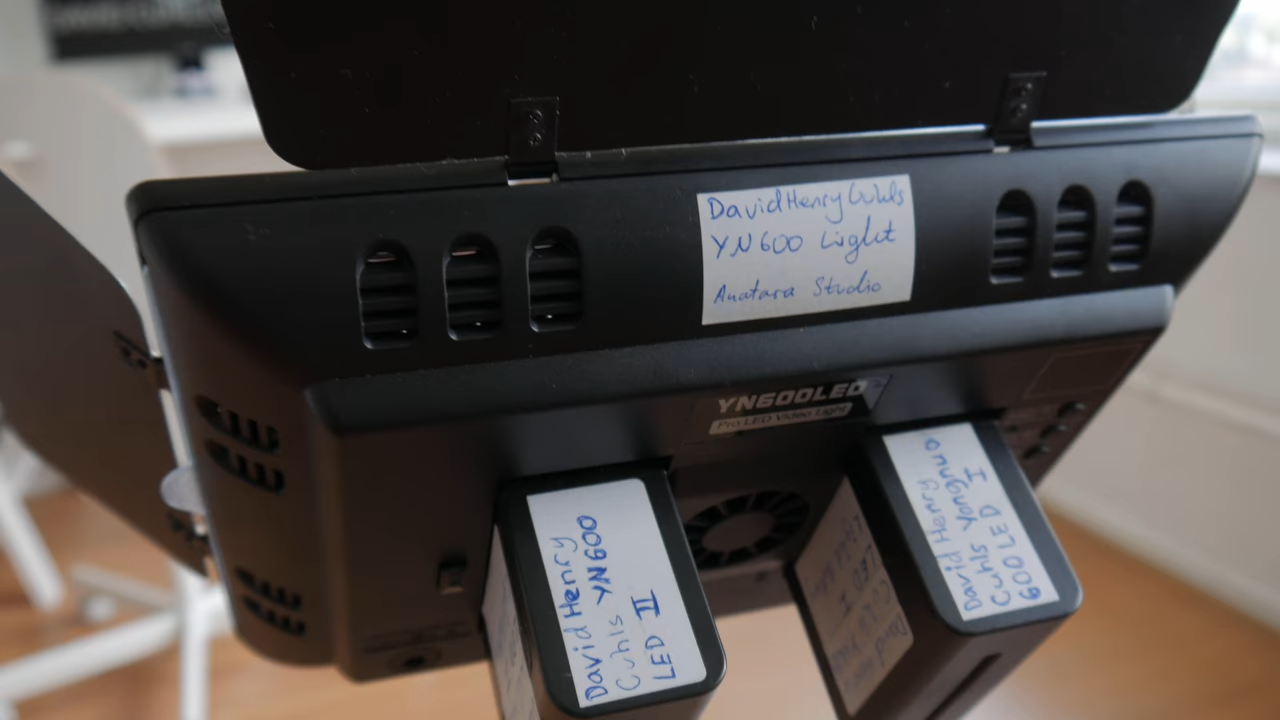 David Henry Cuhls
YN600 Light
Anatara Studio
YN600LED
Pro LED Video Light
David Henry
Cuhls YN600
LED II
David Henry
Cuhls Yongnuo
600 LED I